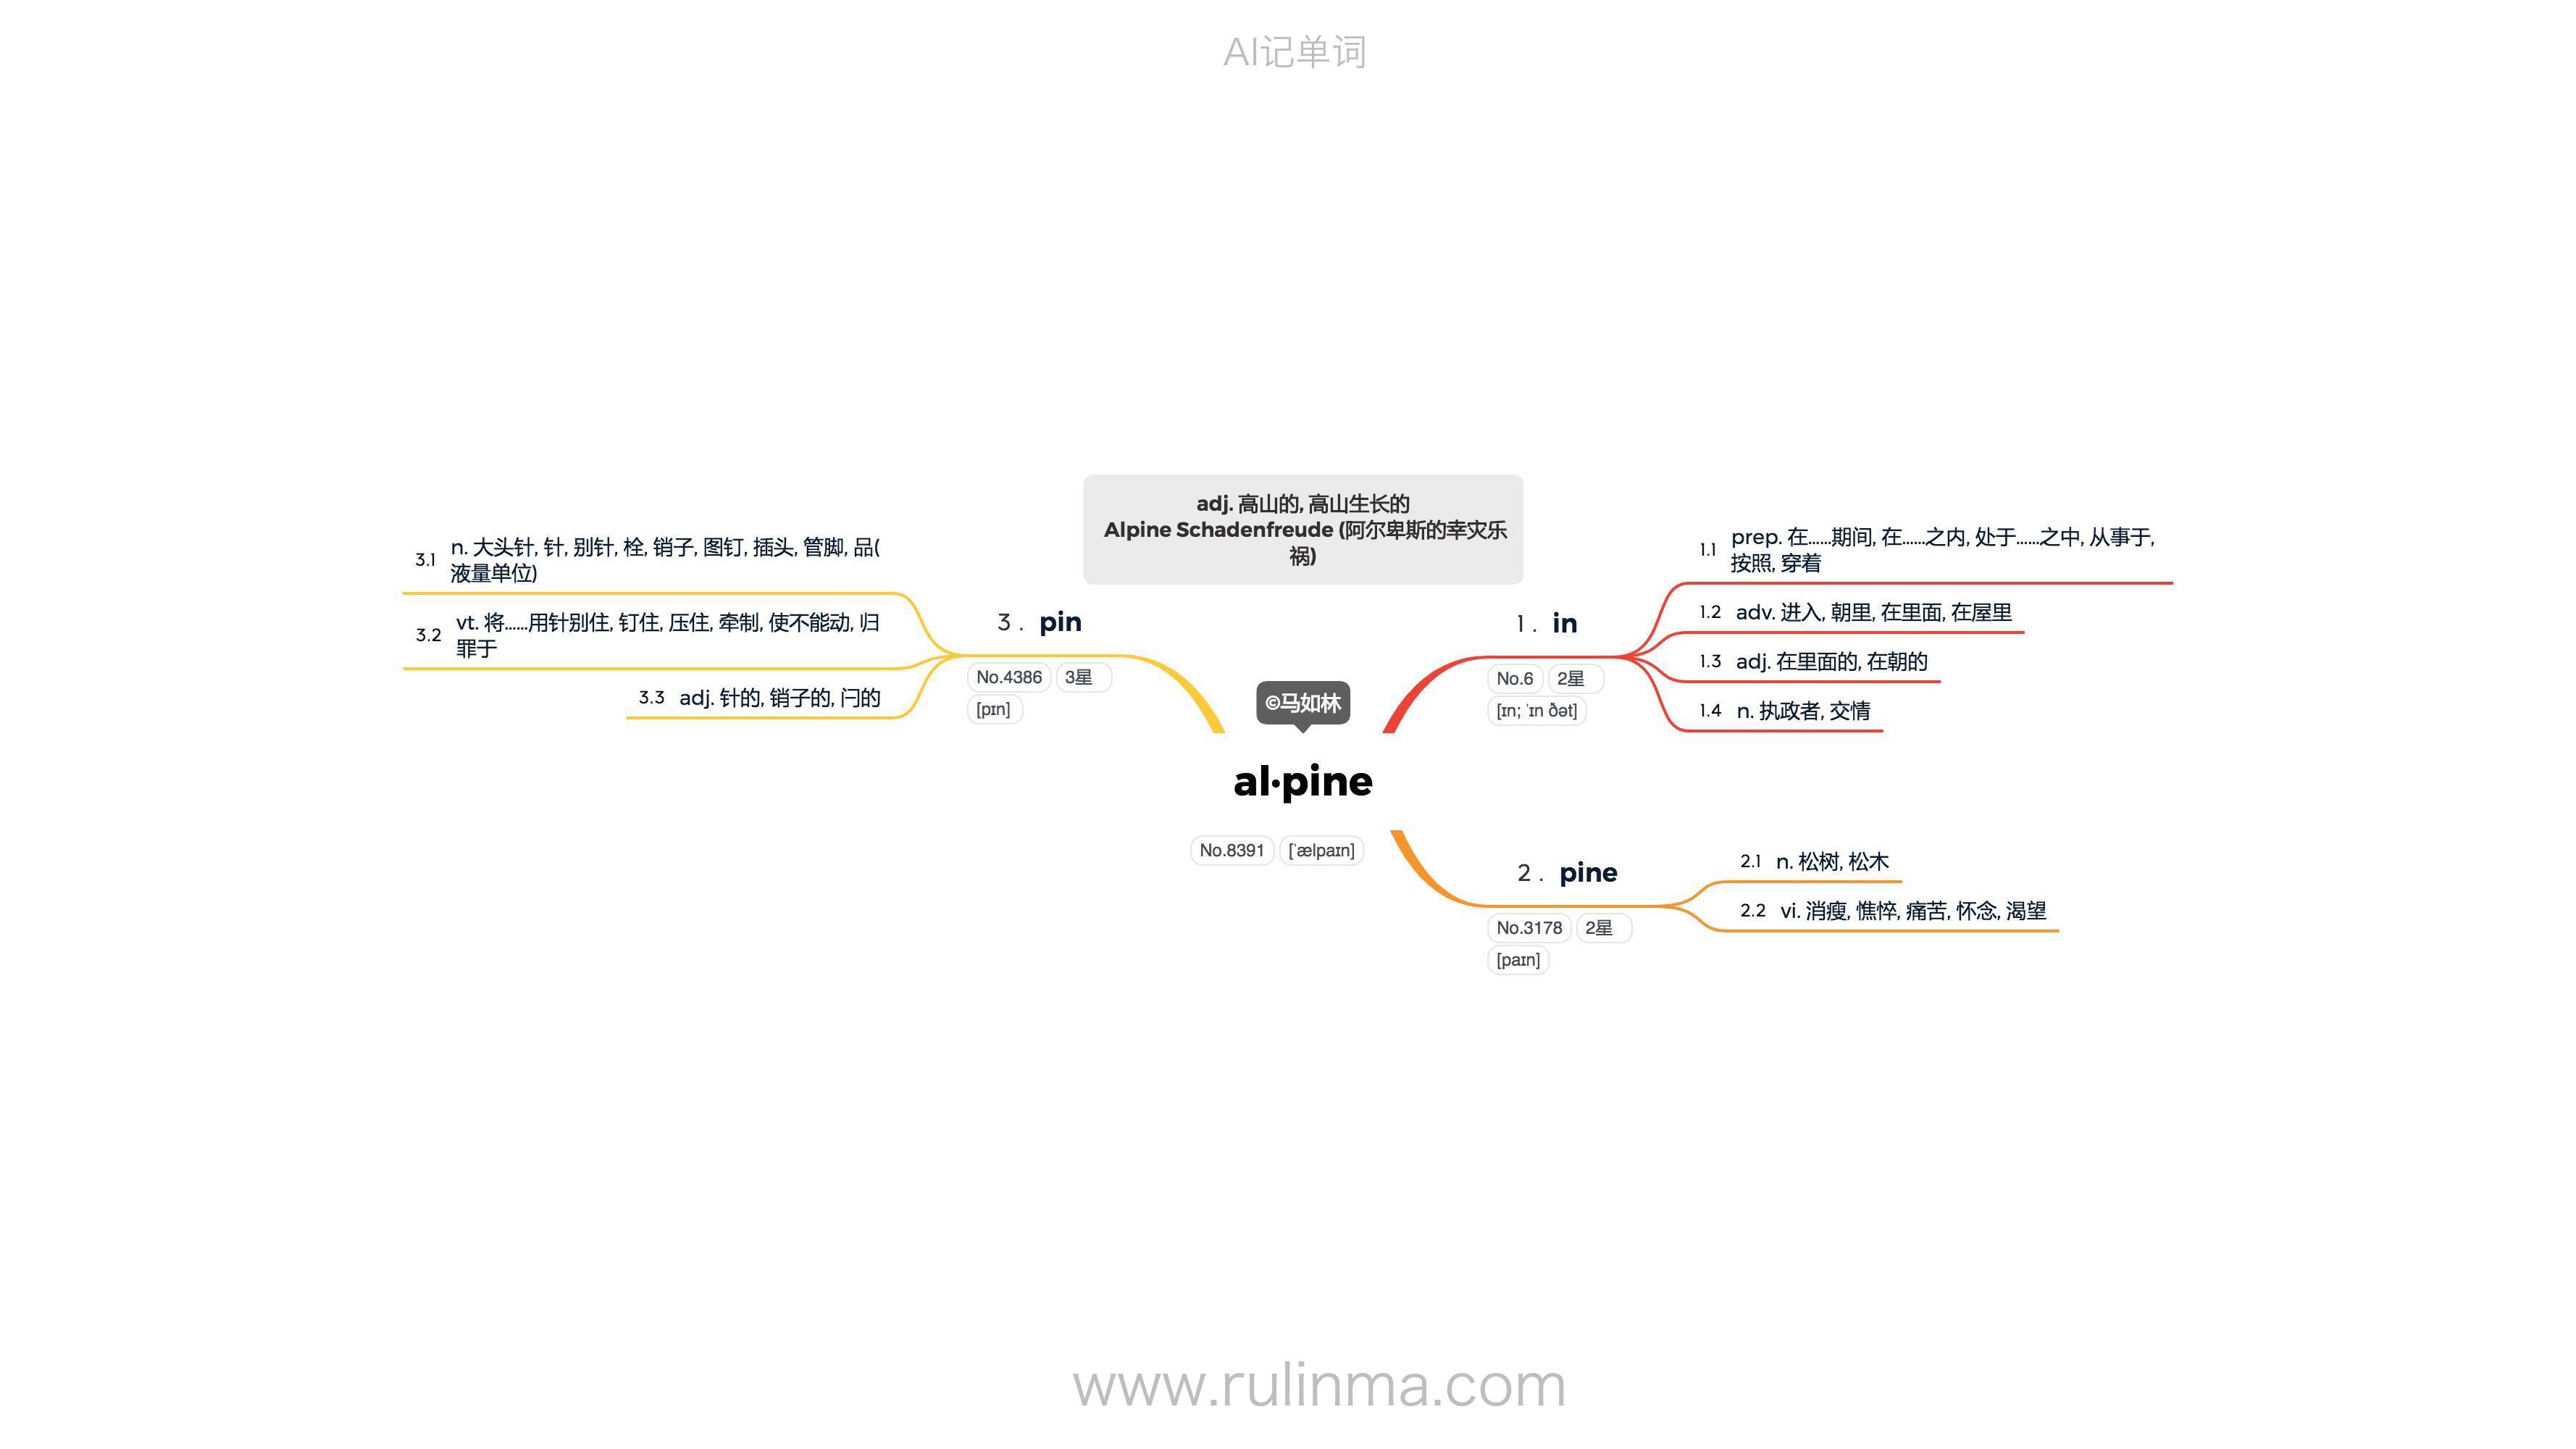 AI记单词
adj. 高山的, 高山生长的
Alpine Schadenfreude (阿尔卑斯的幸灾乐
祸)
©马如林
al·pine
No.8391 [ˈælpaɪn]
1 . in
No.6 2星
[ɪn; ˈɪn ðət]
1.1 prep. 在......期间, 在......之内, 处于......之中, 从事于,
按照, 穿着
1.2 adv. 进入, 朝里, 在里面, 在屋里
1.3 adj. 在里面的, 在朝的
1.4 n. 执政者, 交情
2 . pine
No.3178 2星
[paɪn]
2.1 n. 松树, 松木
2.2 vi. 消瘦, 憔悴, 痛苦, 怀念, 渴望
3 . pin
No.4386 3星
[pɪn]
3.1 n. 大头针, 针, 别针, 栓, 销子, 图钉, 插头, 管脚, 品(
液量单位)
3.2 vt. 将......用针别住, 钉住, 压住, 牵制, 使不能动, 归
罪于
3.3 adj. 针的, 销子的, 闩的
www.rulinma.com